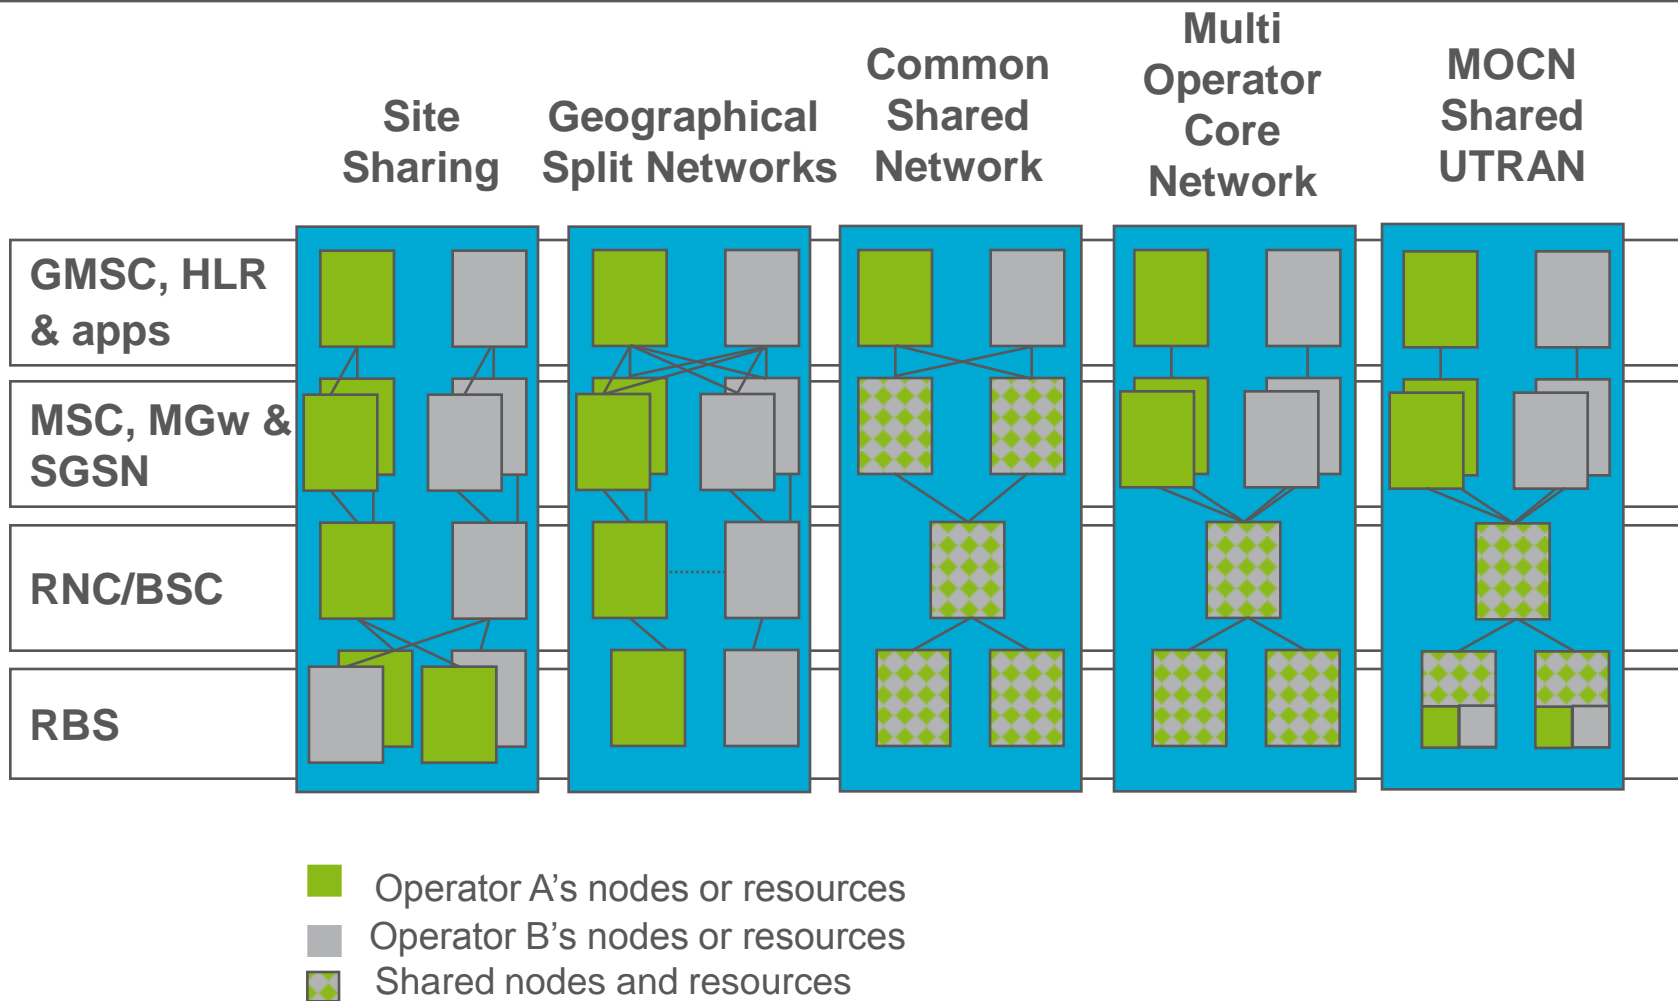 Site
Sharing
Geographical
Split Networks
Common
Shared
Network
Multi
Operator
Core
Network
MOCN
Shared
UTRAN
GMSC, HLR
& apps
MSC, MGw &
SGSN
RNC/BSC
RBS
Operator A’s nodes or resources
Operator B’s nodes or resources
Shared nodes and resources